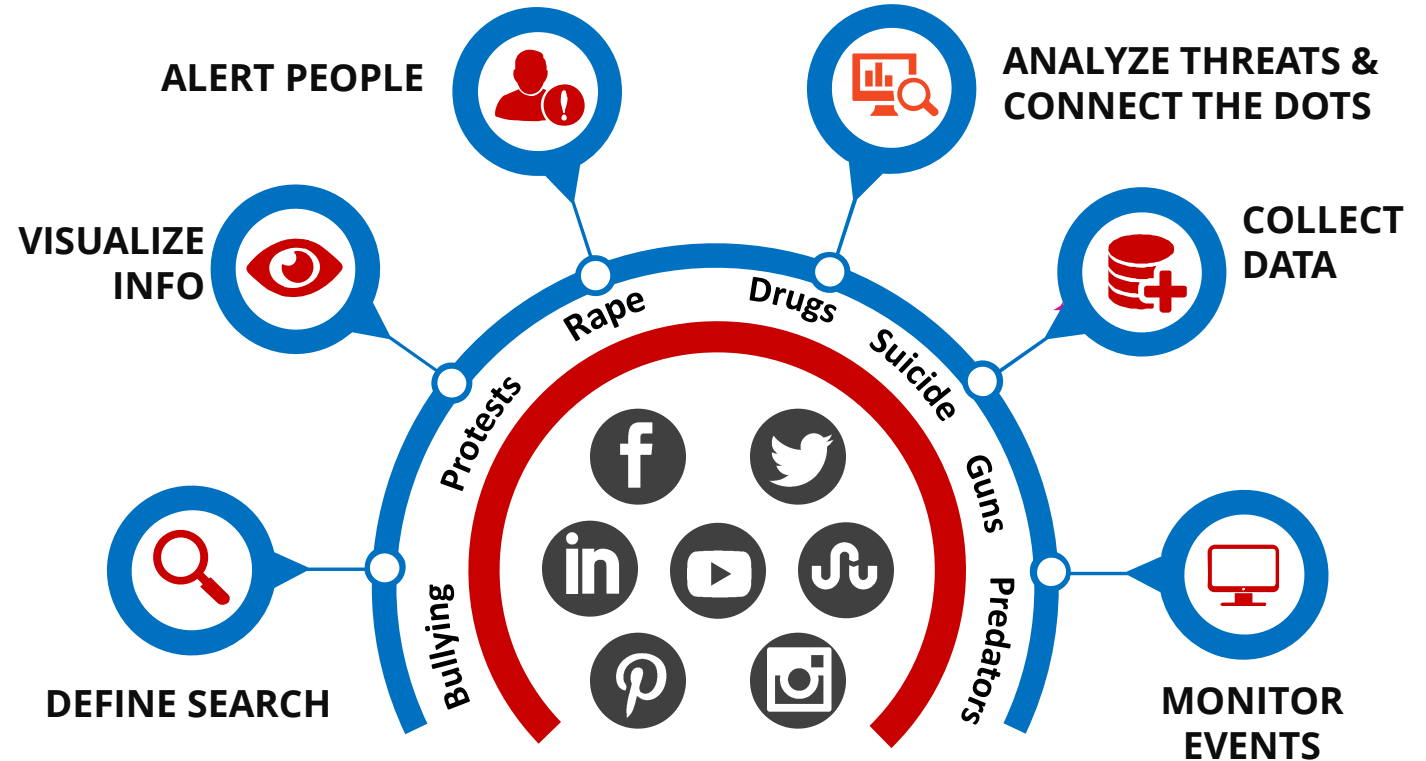 ALERT PEOPLE
ANALYZE THREATS &
CONNECT THE DOTS
VISUALIZE
INFO
COLLECT
DATA
Bullying
Protests
Rape
Drugs
Suicide
Guns
Predators
f
in
DEFINE SEARCH
MONITOR
EVENTS